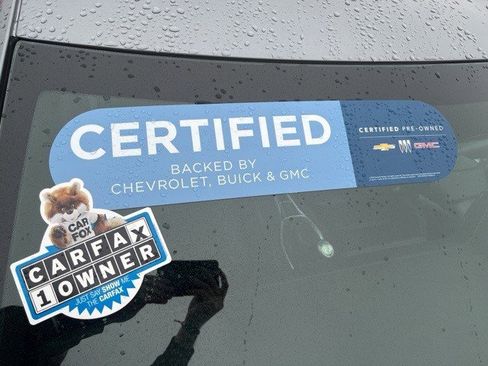 CERTIFIED
BACKED BY
CHEVROLET, BUICK & GMC
CERTIFIED PRE-OWNED
GMC
CAR
FOX
CARFAX
1 OWNER
JUST SAY SHOW ME
THE CARFAX